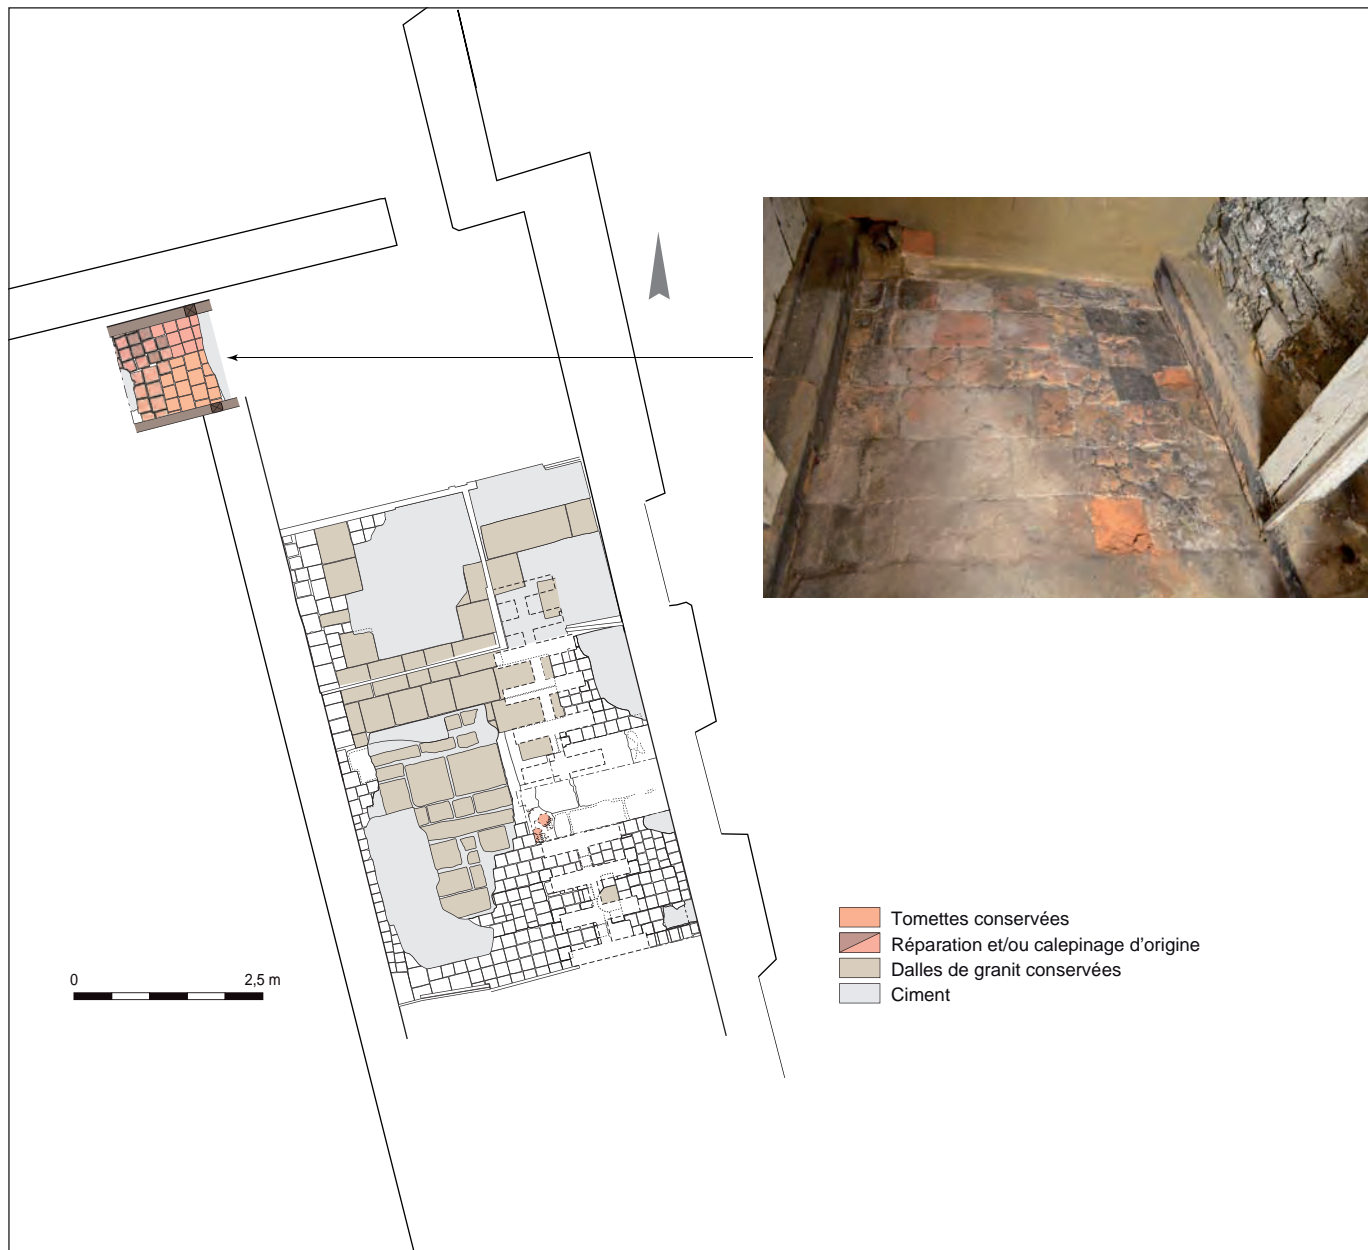 Tomettes conservées
Réparation et/ou calepinage d'origine
Dalles de granit conservées
Ciment
0 2,5 m